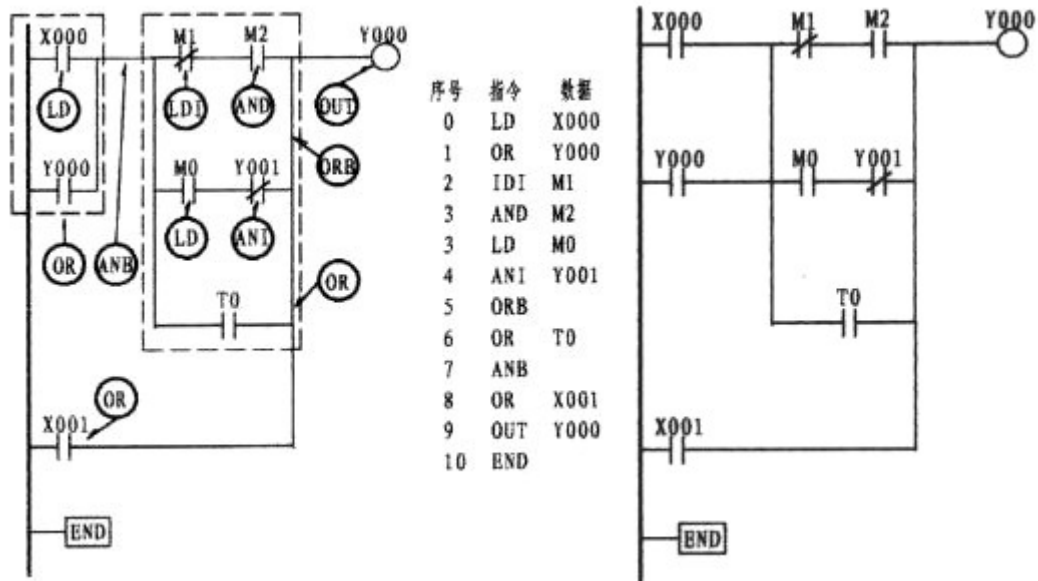 X000
M1
M2
Y000
LD
LDI
AND
OUT
ORB
Y000
M0
Y001
LD
ANI
OR
ANB
OR
T0
OR
X001
END
序号 指令 数据
0 LD X000
1 OR Y000
2 IDI M1
3 AND M2
3 LD M0
4 ANI Y001
5 ORB
6 OR T0
7 ANB
8 OR X001
9 OUT Y000
10 END
X000
M1
M2
Y000
Y000
M0
Y001
T0
X001
END